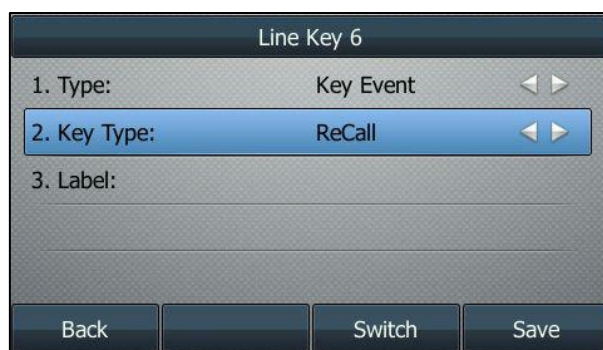 Line Key 6
1. Type: Key Event
2. Key Type: ReCall
3. Label:
Back Switch Save